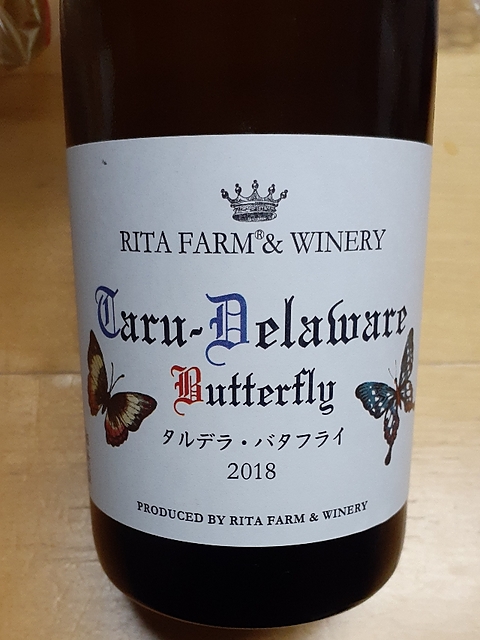 RITA FARM® & WINERY
Taru-Delaware
Butterfly
タルデラ・バタフライ
2018
PRODUCED BY RITA FARM & WINERY